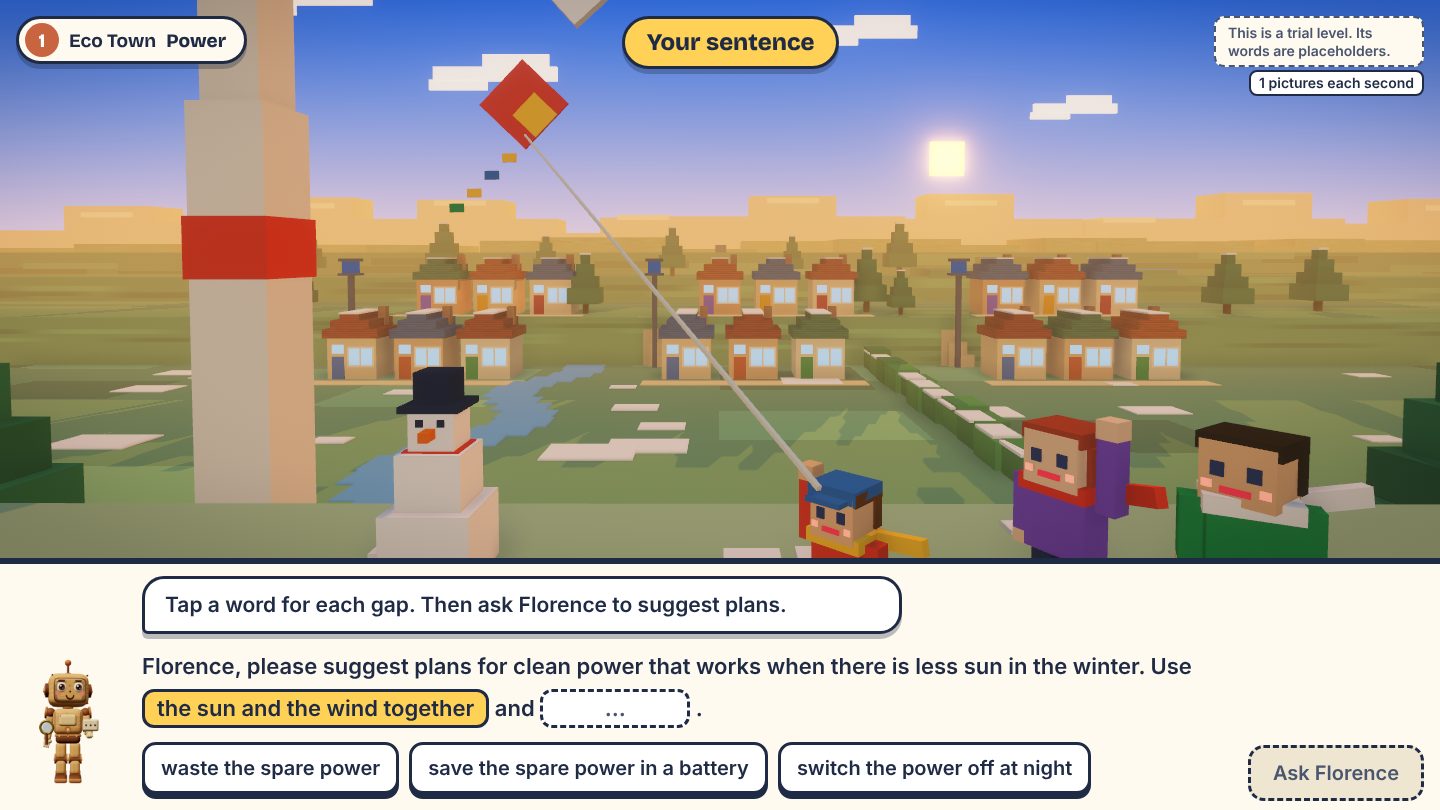 1 Eco Town Power
Your sentence
This is a trial level. Its
words are placeholders.
1 pictures each second
Tap a word for each gap. Then ask Florence to suggest plans.
Florence, please suggest plans for clean power that works when there is less sun in the winter. Use
the sun and the wind together and ... .
waste the spare power
save the spare power in a battery
switch the power off at night
Ask Florence